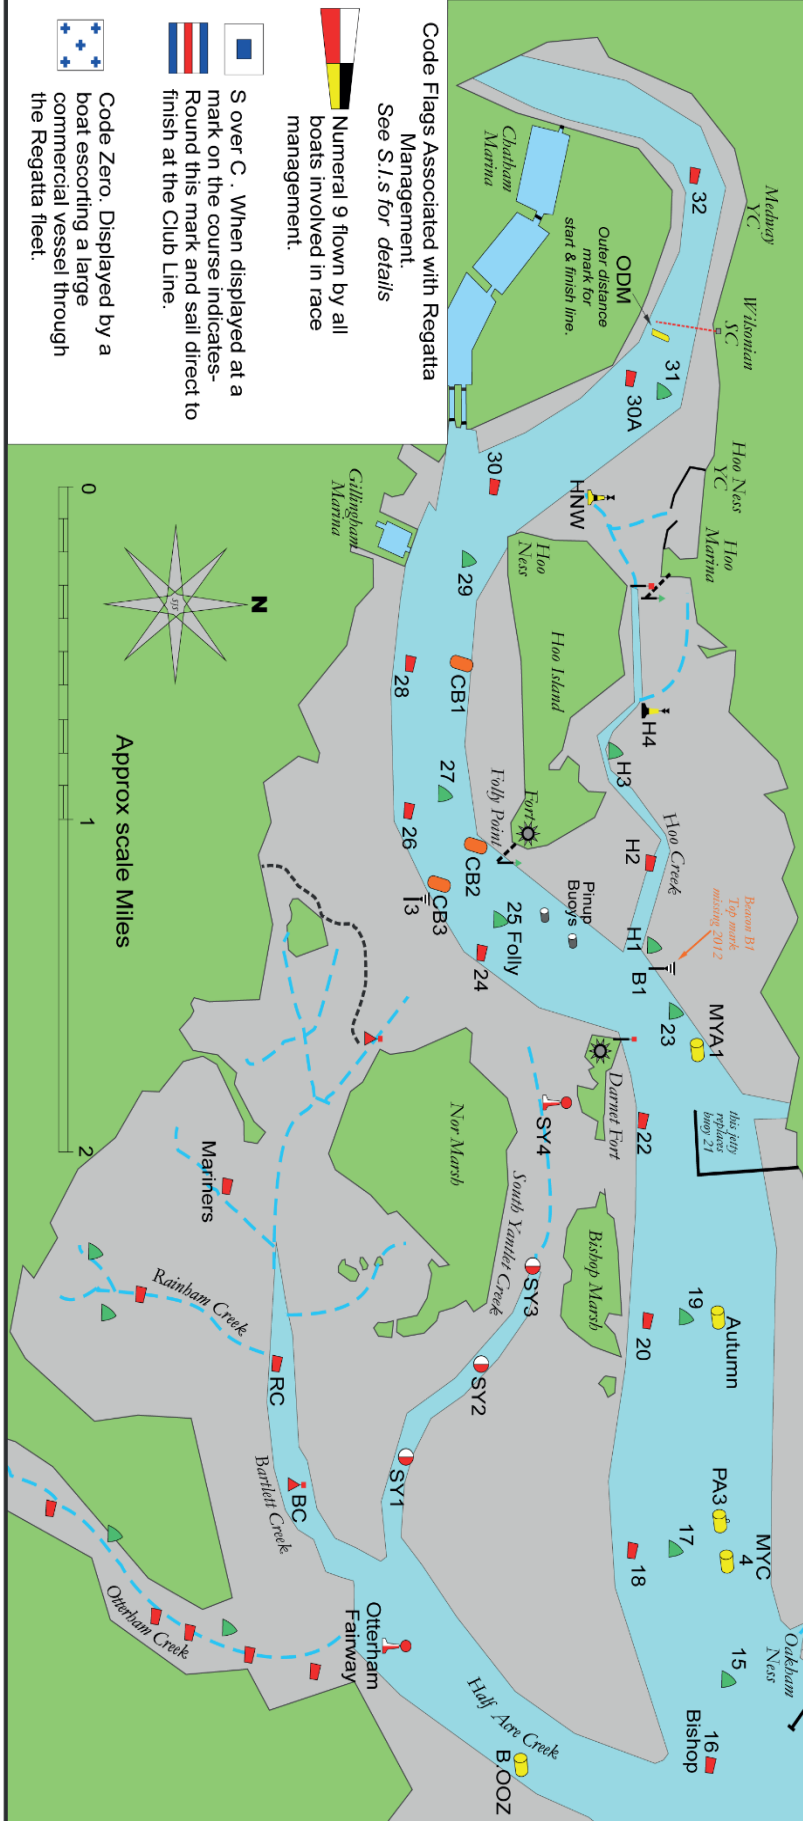 Code Flags Associated with Regatta
Management.
See S.I.s for details
Numeral 9 flown by all
boats involved in race
management.
S over C . When displayed at a
mark on the course indicates-
Round this mark and sail direct to
finish at the Club Line.
Code Zero. Displayed by a
boat escorting a large
commercial vessel through
the Regatta fleet.
Medway
YC
32
Chatham
Marina
Wilsonian
SC
ODM
Outer distance
mark for
start & finish line.
31
30A
Hoo Ness
YC
Hoo
Marina
HNW
30
Gillingham
Marina
29
Hoo
Ness
Hoo Island
28
CB1
H4
H3
27
26
Folly Point
Fort
CB2
Hoo Creek
H2
CB3
13
25 Folly
24
Pinup
Buoys
H1
B1
Beacon B1
Top mark
missing 2012
23
MYA1
this jetty
replaces
buoy 21
Darnet Fort
22
SY4
Nor Marsh
South Yantlet Creek
Bishop Marsh
SY3
SY2
SY1
20
19
Autumn
Mariners
Rainham Creek
RC
BC
Bartlett Creek
PA3
MYC
4
17
18
Oakham
Ness
15
16
Bishop
Otterham Creek
Otterham
Fairway
Half Acre Creek
B.OOZ
N
sjs
0
1
2
Approx scale Miles